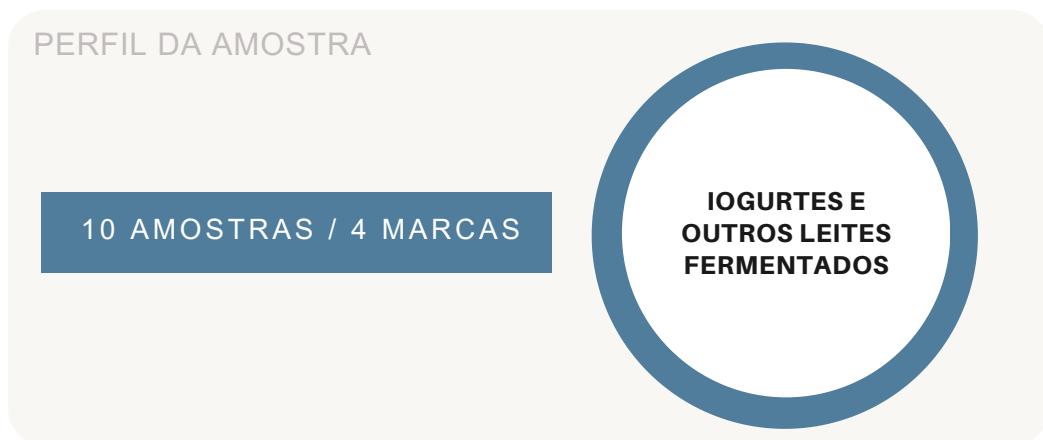 PERFIL DA AMOSTRA
10 AMOSTRAS / 4 MARCAS
IOGURTES E
OUTROS LEITES
FERMENTADOS